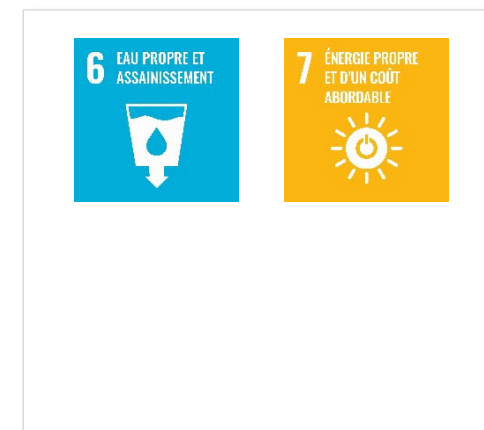 6 EAU PROPRE ET
ASSAINISSEMENT
7 ÉNERGIE PROPRE
ET D'UN COÛT
ABORDABLE